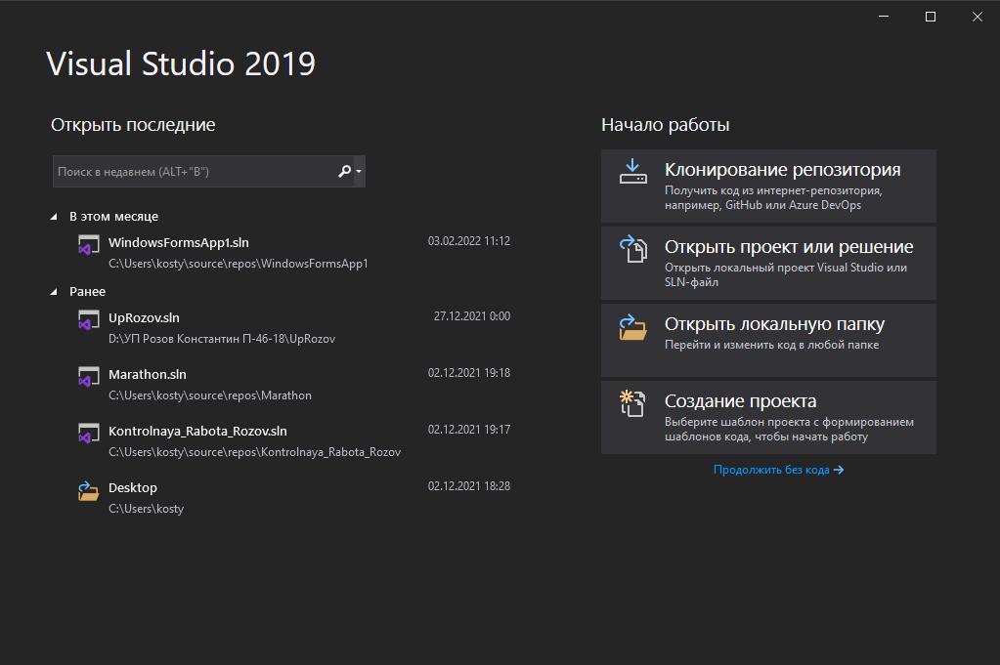 Visual Studio 2019
Открыть последние
Поиск в недавнем (ALT+"B")
В этом месяце
WindowsFormsApp1.sln
03.02.2022 11:12
C:\Users\kosty\source\repos\WindowsFormsApp1
Ранее
UpRozov.sln
27.12.2021 0:00
D:\УП Розов Константин П-46-18\UpRozov
Marathon.sln
02.12.2021 19:18
C:\Users\kosty\source\repos\Marathon
Kontrolnaya_Rabota_Rozov.sln
02.12.2021 19:17
C:\Users\kosty\source\repos\Kontrolnaya_Rabota_Rozov
Desktop
02.12.2021 18:28
C:\Users\kosty
Начало работы
Клонирование репозитория
Получить код из интернет-репозитория,
например, GitHub или Azure DevOps
Открыть проект или решение
Открыть локальный проект Visual Studio или
SLN-файл
Открыть локальную папку
Перейти и изменить код в любой папке
Создание проекта
Выберите шаблон проекта с формированием
шаблонов кода, чтобы начать работу
Продолжить без кода →